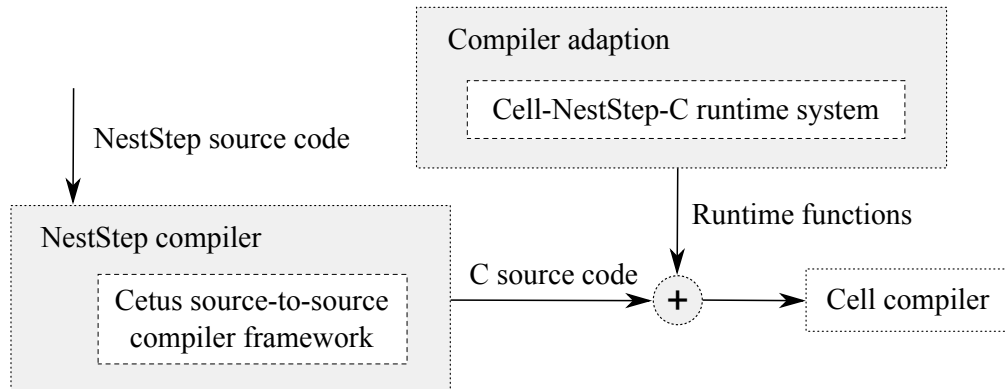 Compiler adaption
Cell-NestStep-C runtime system
NestStep source code
Runtime functions
NestStep compiler
Cetus source-to-source
compiler framework
C source code
+
Cell compiler